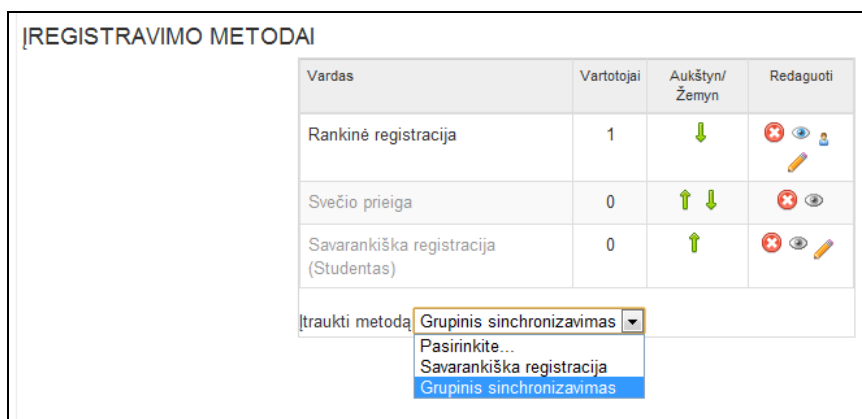 ĮREGISTRAVIMO METODAI
Vardas Vartotojai Aukštyn/ Redaguoti
Žemyn
Rankinė registracija 1
Svečio prieiga 0
Savarankiška registracija 0
(Studentas)
Įtraukti metodą Grupinis sinchronizavimas
Pasirinkite...
Savarankiška registracija
Grupinis sinchronizavimas